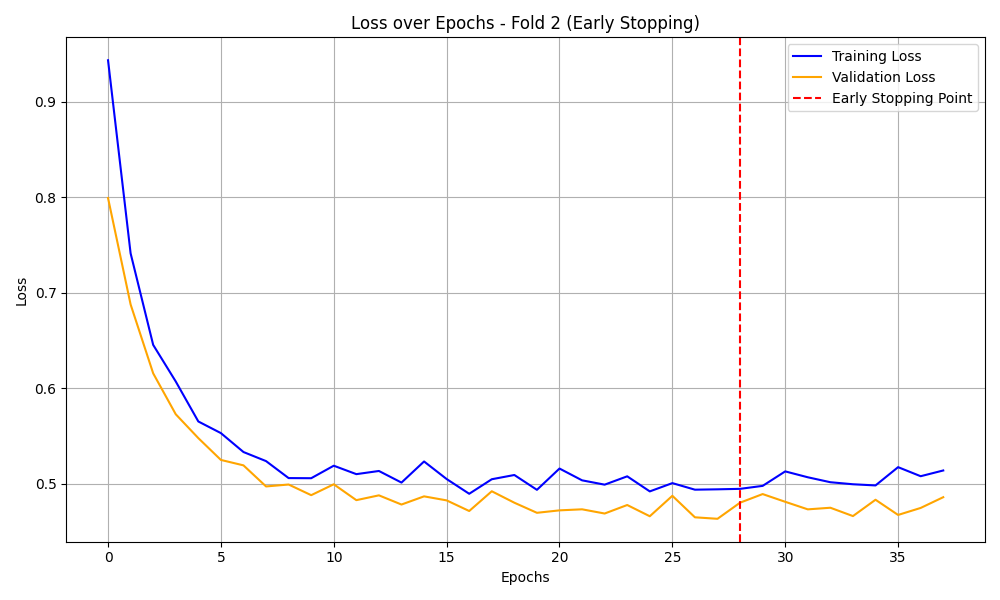 Loss over Epochs - Fold 2 (Early Stopping)
Training Loss
Validation Loss
Early Stopping Point
0.9
0.8
0.7
0.6
0.5
Loss
0 5 10 15 20 25 30 35
Epochs